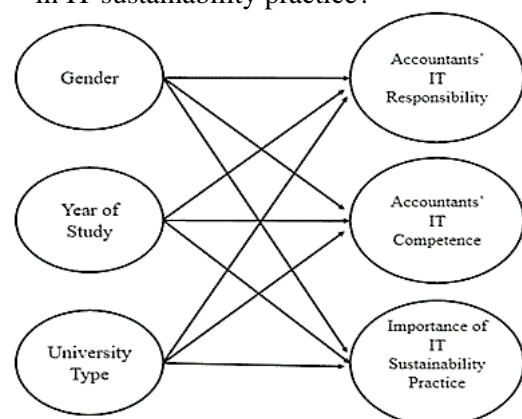 in IT sustainability practice?
Gender
Accountants'
IT
Responsibility
Year of
Study
Accountants'
IT
Competence
University
Type
Importance of
IT
Sustainability
Practice